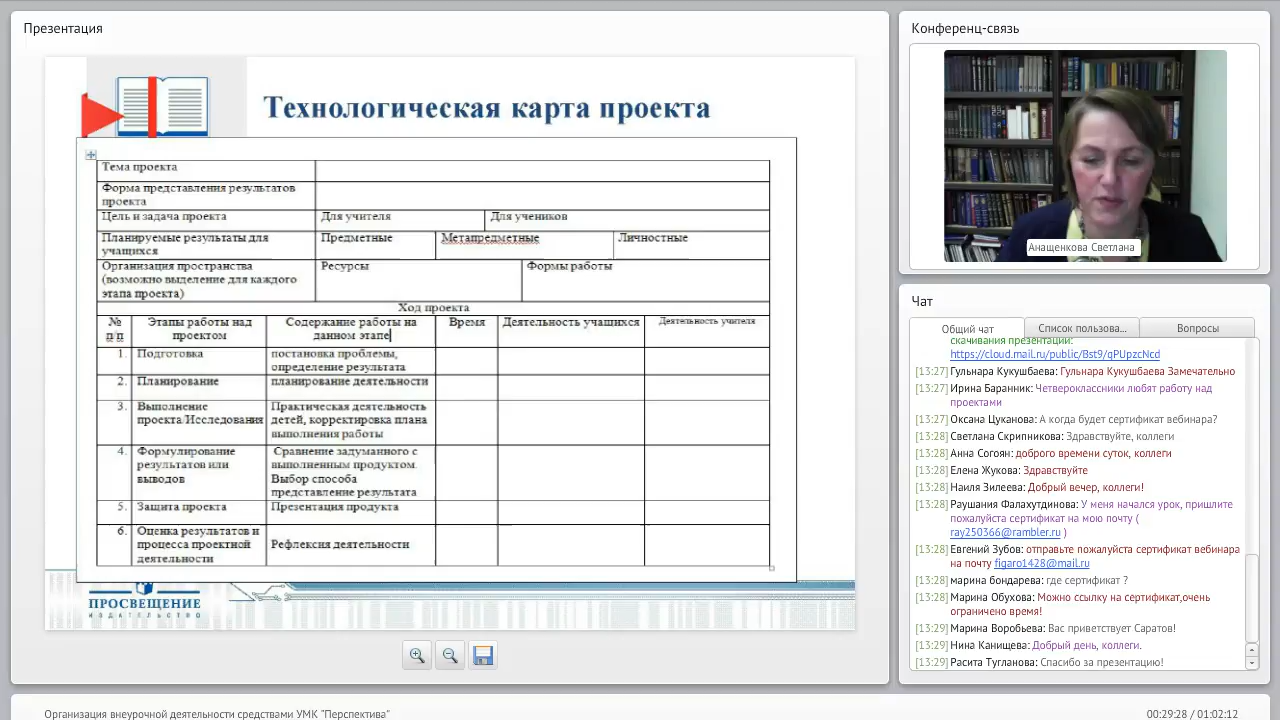 Презентация
Технологическая карта проекта
Тема проекта
Форма представления результатов
проекта
Цель и задача проекта
Для учителя
Для учеников
Планируемые результаты для
учащихся
Предметные
Метапредметные
Личностные
Организация пространства
(возможно выделение для каждого
этапа проекта)
Ресурсы
Формы работы
Ход проекта
№
п/п
Этапы работы над
проектом
Содержание работы на
данном этапе
Время
Деятельность учащихся
Деятельность учителя
1. Подготовка
постановка проблемы,
определение результата
2. Планирование
планирование деятельности
3. Выполнение
проекта/Исследования
Практическая деятельность
детей, корректировка плана
выполнения работы
4. Формулирование
результатов или
выводов
Сравнение задуманного с
выполненным продуктом.
Выбор способа
представление результата
5. Защита проекта
Презентация продукта
6. Оценка результатов и
процесса проектной
деятельности
Рефлексия деятельности
ПРОСВЕЩЕНИЕ
ИЗДАТЕЛЬСТВО
Конференц-связь
Анащенкова Светлана
Чат
Общий чат
Список пользова...
Вопросы
скачивания презентации:
https://cloud.mail.ru/public/Bst9/qPUpzcNcd
[13:27] Гульнара Кукушбаева: Гульнара Кукушбаева Замечательно
[13:27] Ирина Баранник: Четвероклассники любят работу над
проектами
[13:27] Оксана Цуканова: А когда будет сертификат вебинара?
[13:28] Светлана Скрипникова: Здравствуйте, коллеги
[13:28] Анна Согоян: доброго времени суток, коллеги
[13:28] Елена Жукова: Здравствуйте
[13:28] Наиля Зилеева: Добрый вечер, коллеги!
[13:28] Раушания Фалахутдинова: У меня начался урок, пришлите
пожалуйста сертификат на мою почту (
ray250366@rambler.ru )
[13:28] Евгений Зубов: отправьте пожалуйста сертификат вебинара
на почту figaro1428@mail.ru
[13:28] марина бондарева: где сертификат ?
[13:28] Марина Обухова: Можно ссылку на сертификат,очень
ограничено время!
[13:29] Марина Воробьева: Вас приветствует Саратов!
[13:29] Нина Канищева: Добрый день, коллеги.
[13:29] Расита Тугланова: Спасибо за презентацию!
Организация внеурочной деятельности средствами УМК "Перспектива"
00:29:28 / 01:02:12